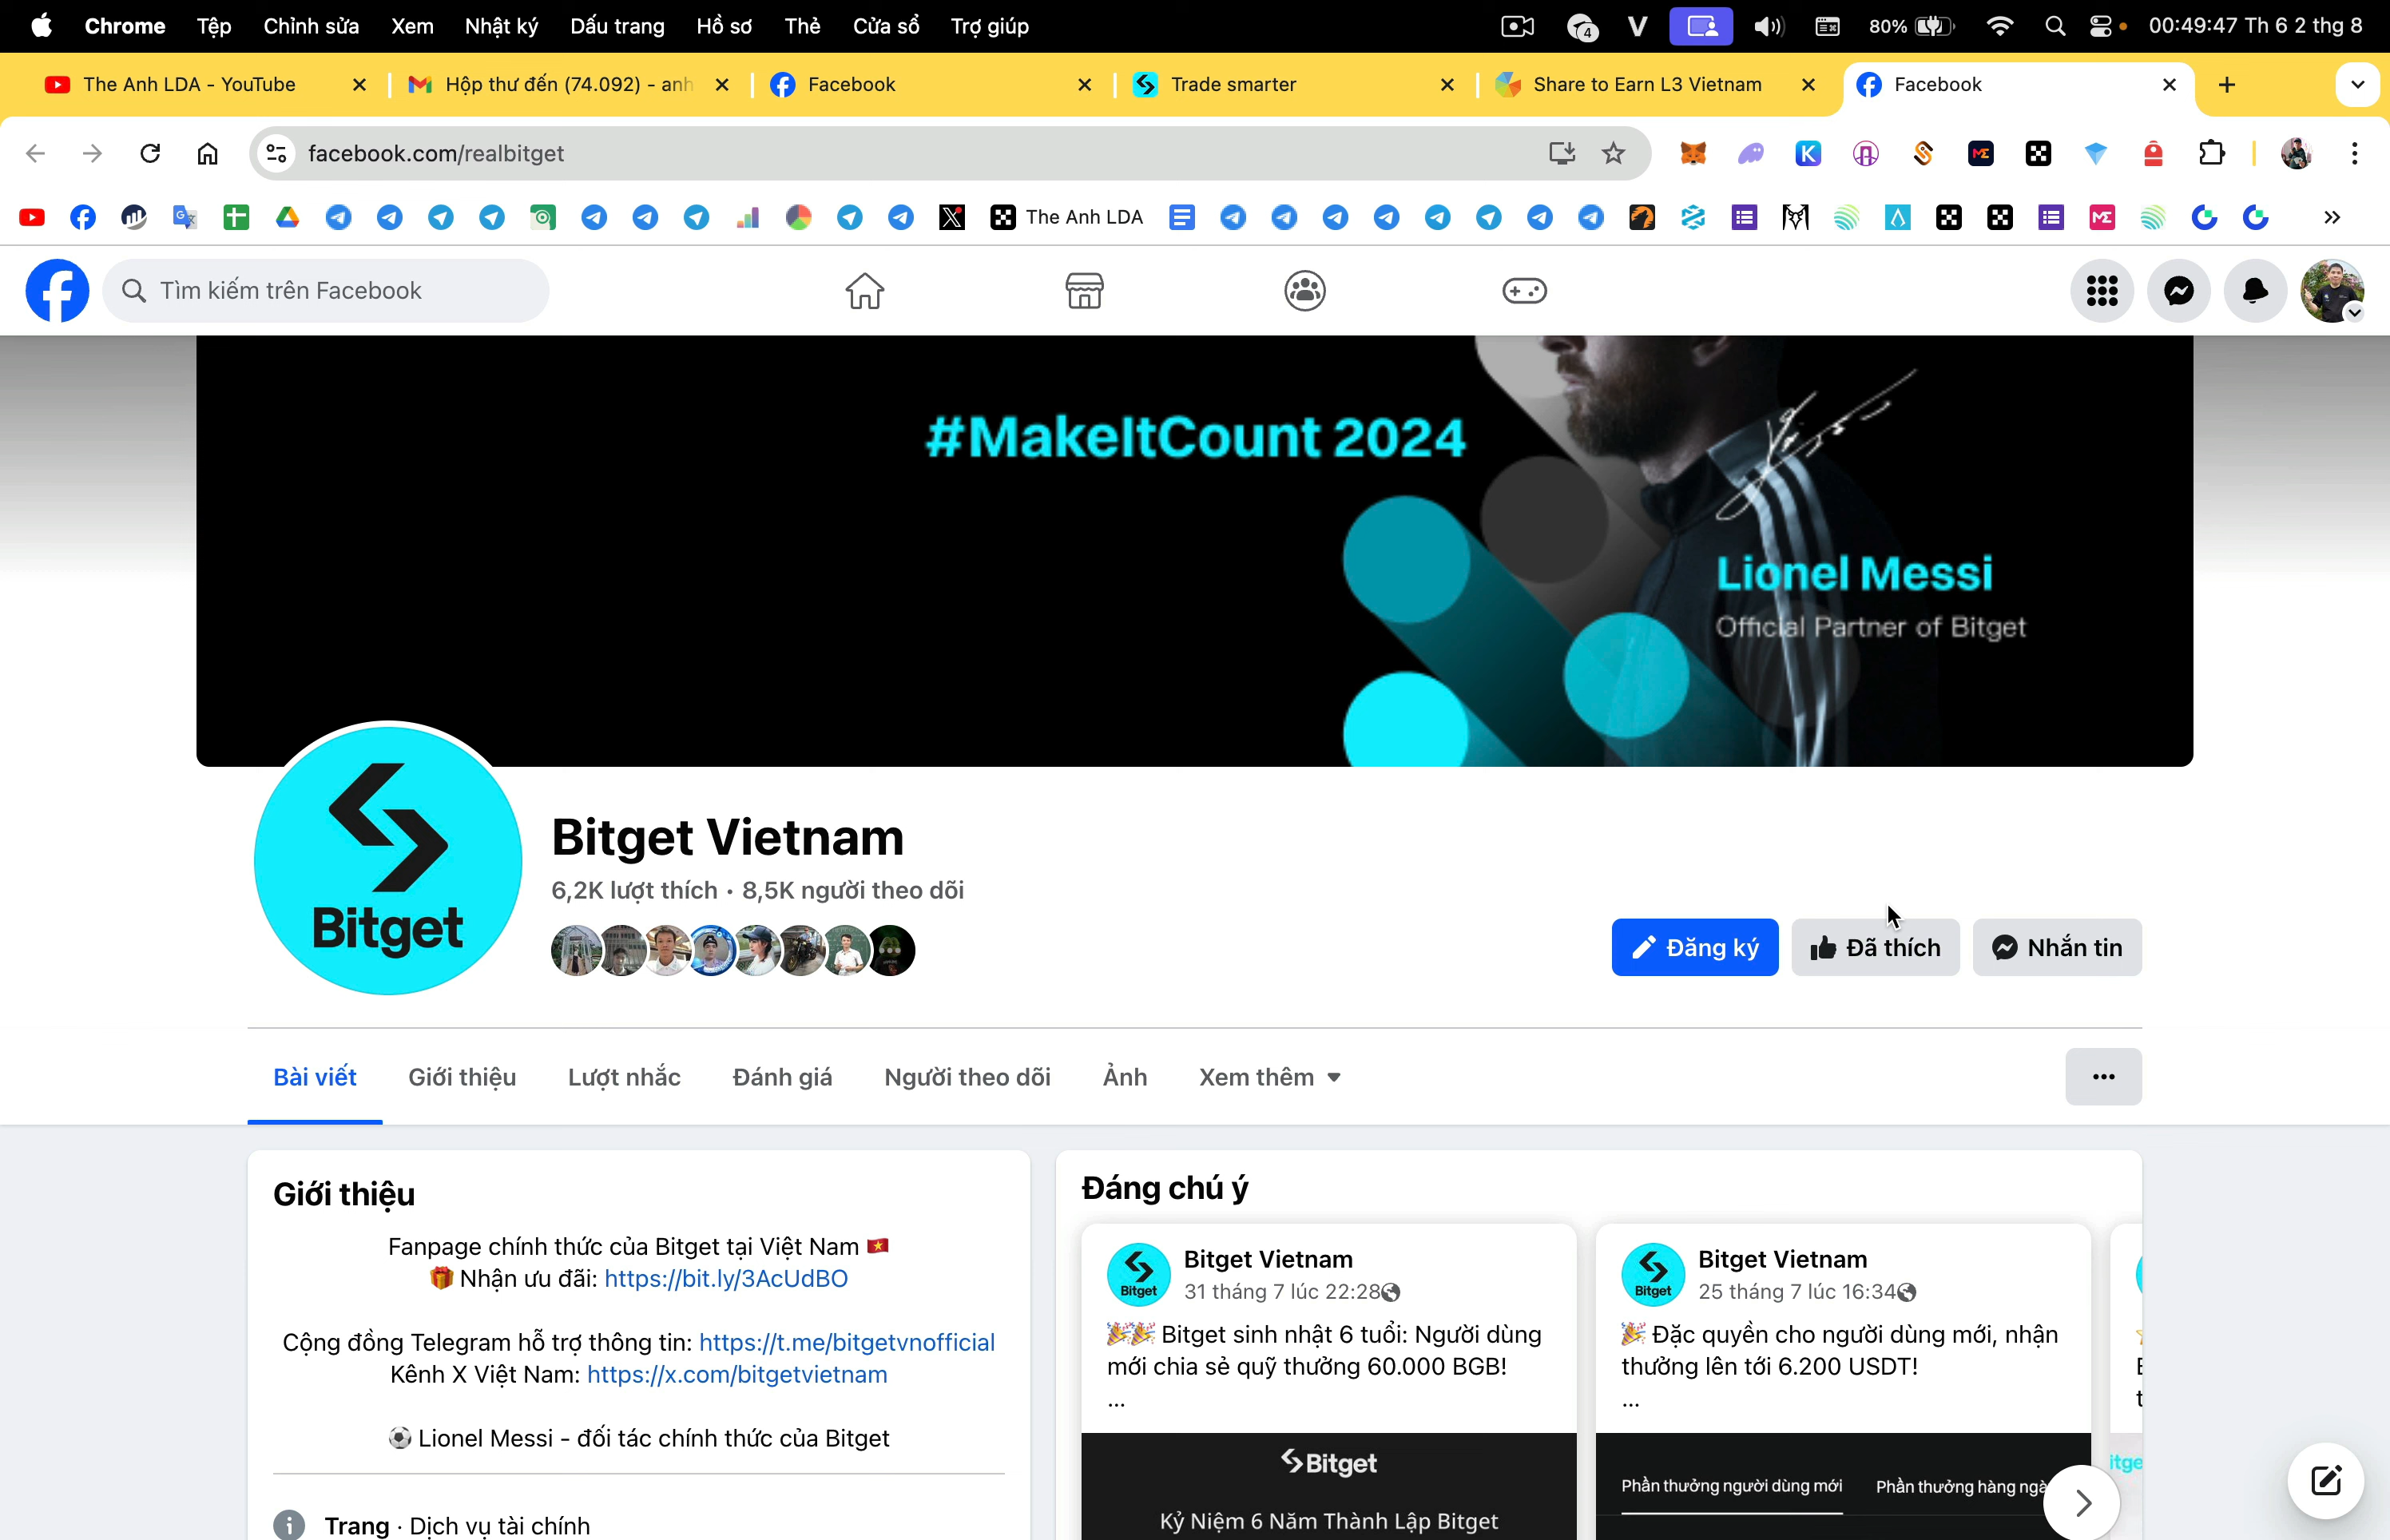 Chrome Tệp Chỉnh sửa Xem Nhật ký Dấu trang Hồ sơ Thẻ Cửa sổ Trợ giúp 4 V 80% 00:49:47 Th 6 2 thg 8
The Anh LDA - YouTube Hộp thư đến (74.092) - anh Facebook Trade smarter Share to Earn L3 Vietnam Facebook
facebook.com/realbitget
The Anh LDA
Tìm kiếm trên Facebook
#MakeItCount 2024
Lionel Messi
Official Partner of Bitget
Bitget
Bitget Vietnam
6,2K lượt thích • 8,5K người theo dõi
Đăng ký Đã thích Nhắn tin
Bài viết Giới thiệu Lượt nhắc Đánh giá Người theo dõi Ảnh Xem thêm
Giới thiệu
Fanpage chính thức của Bitget tại Việt Nam 🇻🇳
🎁 Nhận ưu đãi: https://bit.ly/3AcUdBO
Cộng đồng Telegram hỗ trợ thông tin: https://t.me/bitgetvnofficial
Kênh X Việt Nam: https://x.com/bitgetvietnam
⚽ Lionel Messi - đối tác chính thức của Bitget
Trang · Dịch vụ tài chính
Đáng chú ý
Bitget
Bitget Vietnam
31 tháng 7 lúc 22:28
🎉🎉 Bitget sinh nhật 6 tuổi: Người dùng
mới chia sẻ quỹ thưởng 60.000 BGB!
...
Bitget
Kỷ Niệm 6 Năm Thành Lập Bitget
Bitget
Bitget Vietnam
25 tháng 7 lúc 16:34
🎉 Đặc quyền cho người dùng mới, nhận
thưởng lên tới 6.200 USDT!
...
Phần thưởng người dùng mới Phần thưởng hàng ngà